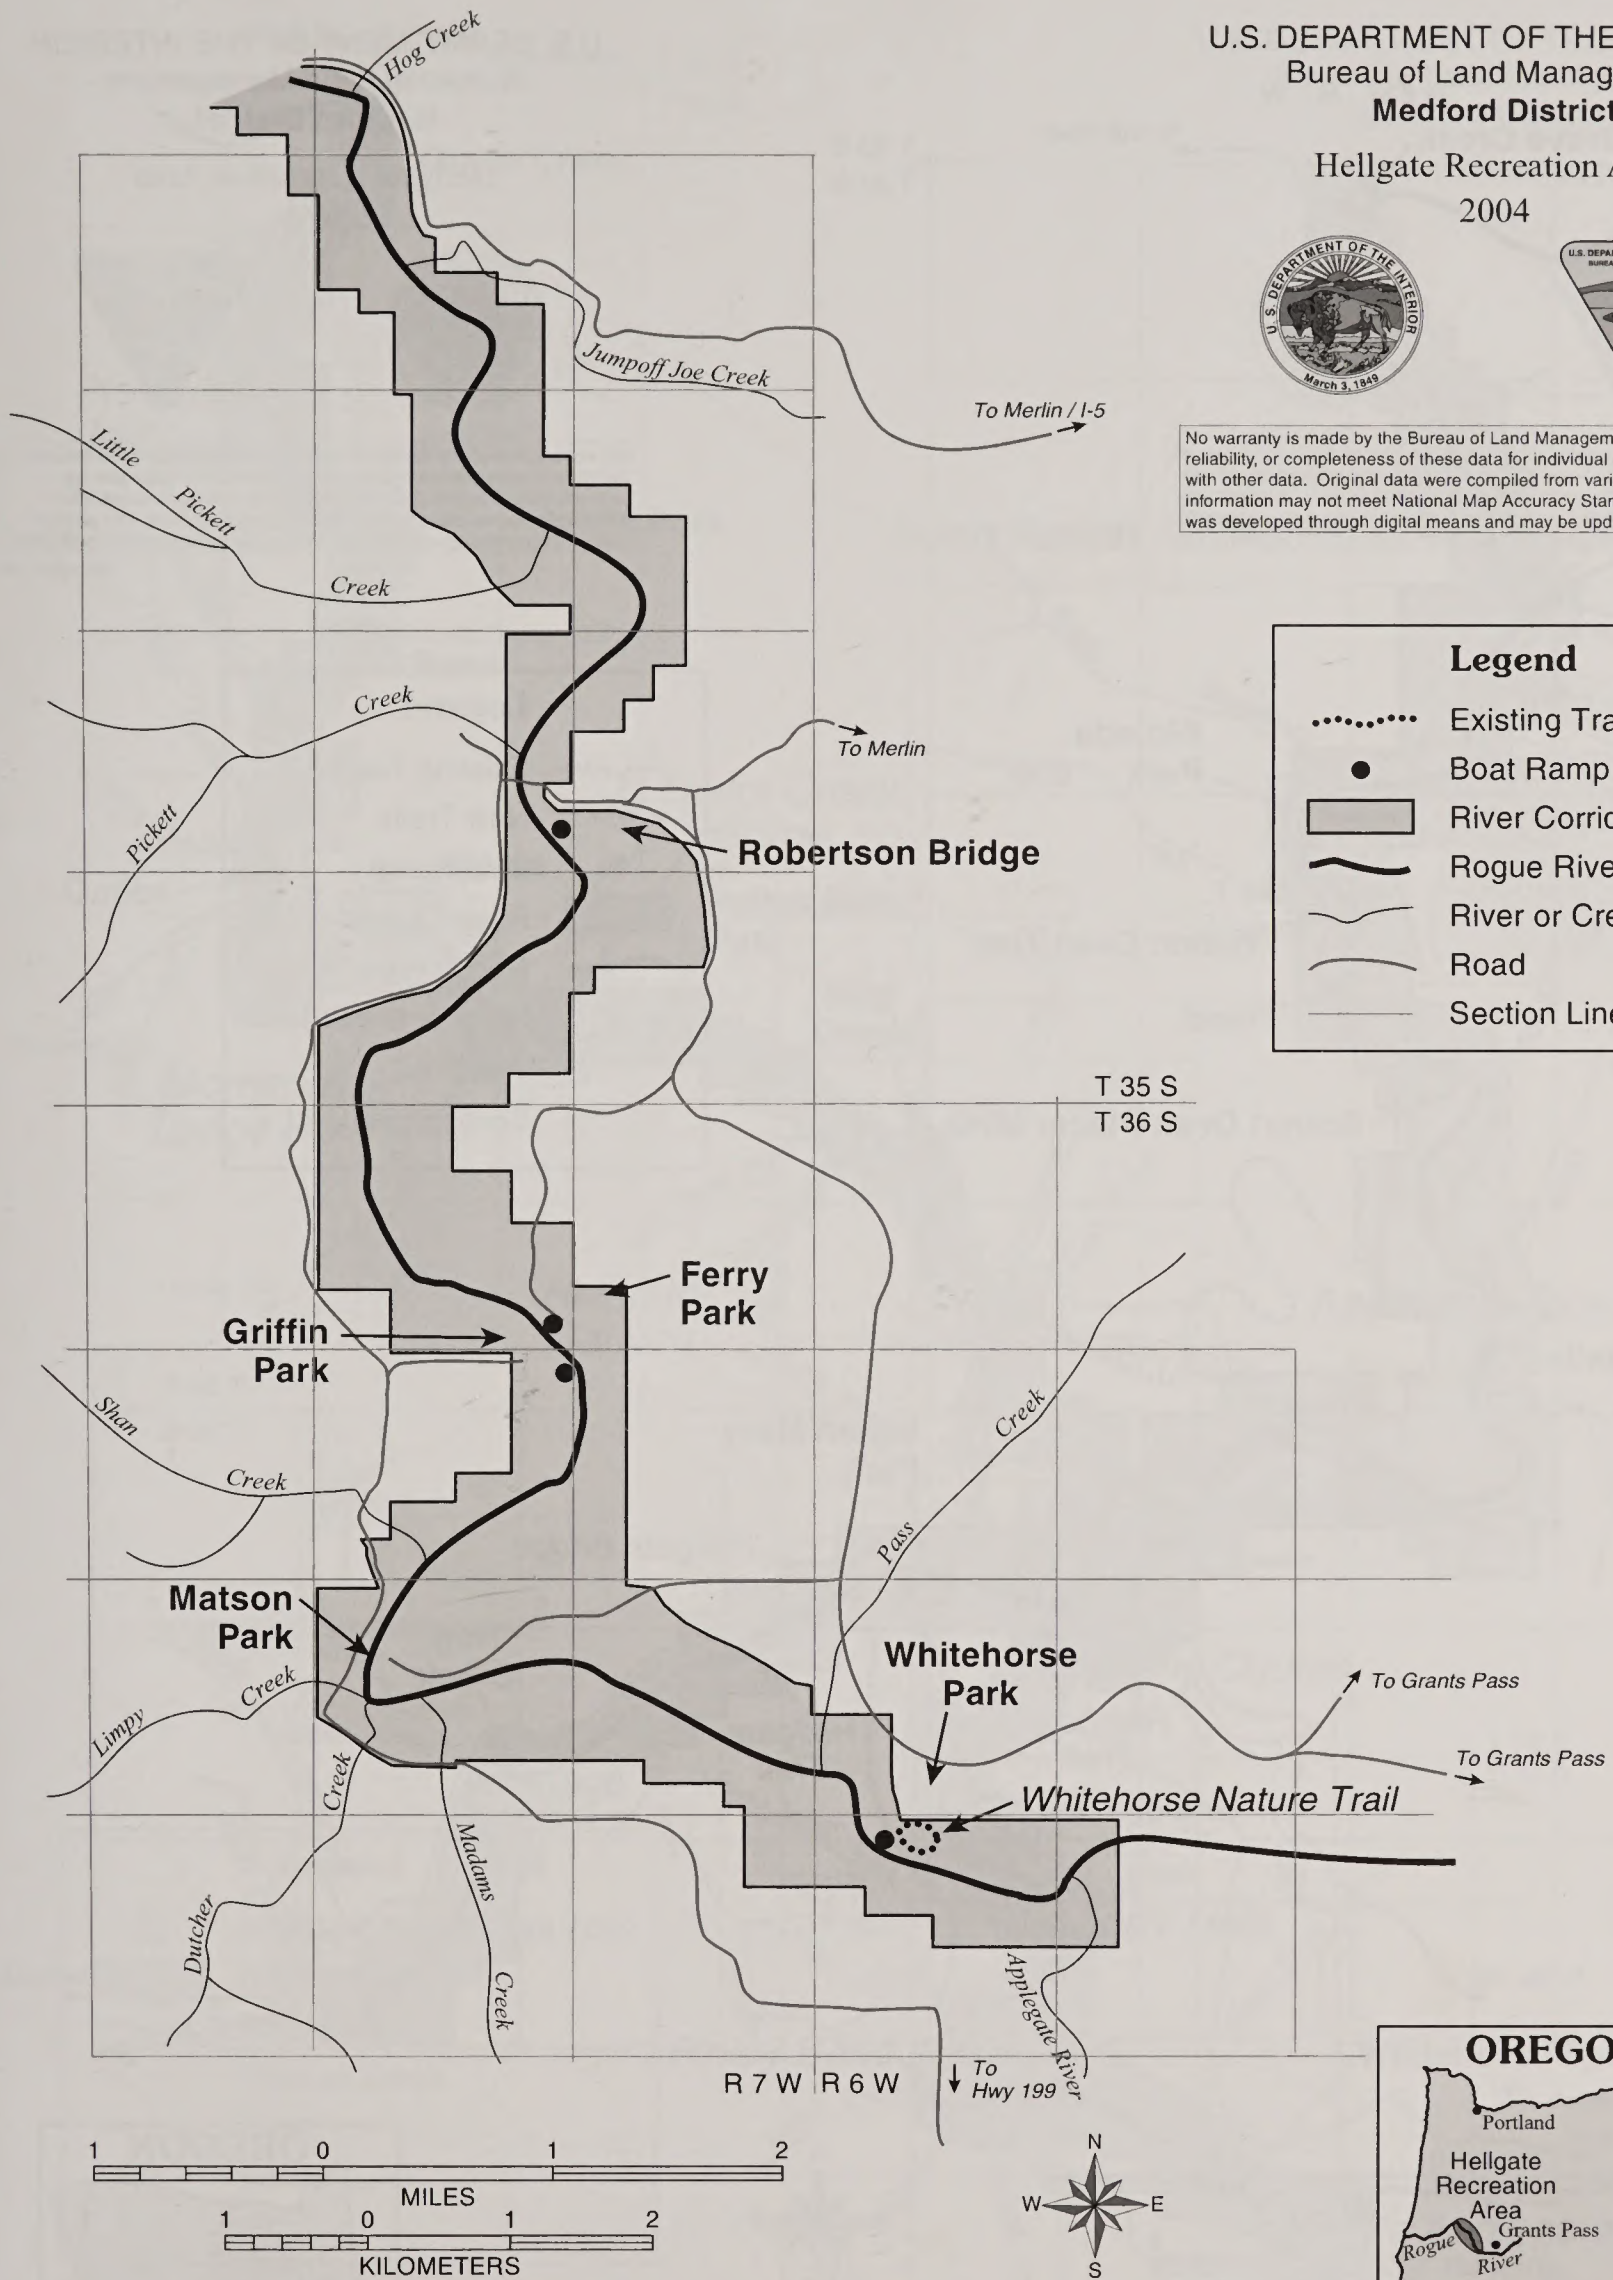 U.S. DEPARTMENT OF THE
Bureau of Land Manag
Medford District
Hellgate Recreation A
2004
U.S. DEPARTMENT OF THE INTERIOR
March 3, 1849
U.S. DEPA
BUREA
No warranty is made by the Bureau of Land Managem
reliability, or completeness of these data for individual
with other data. Original data were compiled from vari
information may not meet National Map Accuracy Stan
was developed through digital means and may be upd
Legend
Existing Tra
Boat Ramp
River Corrid
Rogue Rive
River or Cre
Road
Section Line
Hog Creek
Jumpoff Joe Creek
To Merlin / I-5
Little
Pickett
Creek
Creek
Pickett
To Merlin
Robertson Bridge
T 35 S
T 36 S
Ferry
Park
Griffin
Park
Shan
Creek
Creek
Pass
Matson
Park
Whitehorse
Park
Limpy
Creek
To Grants Pass
To Grants Pass
Whitehorse Nature Trail
Creek
Dutcher
Madams
Creek
Applegate River
R 7 W
R 6 W
To
Hwy 199
1 0 1 2
MILES
1 0 1 2
KILOMETERS
N
W E
S
OREGO
Portland
Hellgate
Recreation
Area
Grants Pass
Rogue
River